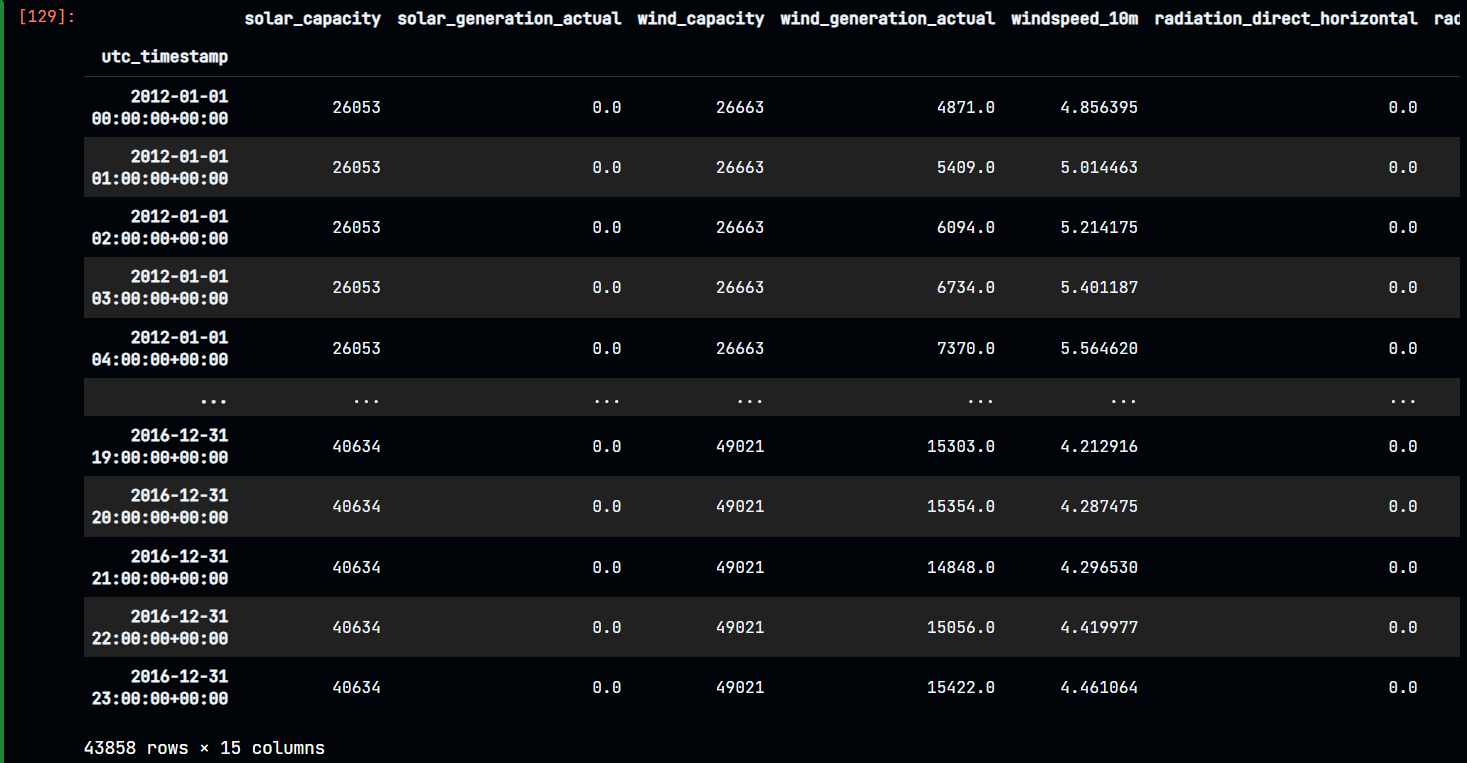 [129]:
solar_capacity solar_generation_actual wind_capacity wind_generation_actual windspeed_10m radiation_direct_horizontal
utc_timestamp
2012-01-01
00:00:00+00:00 26053 0.0 26663 4871.0 4.856395 0.0
2012-01-01
01:00:00+00:00 26053 0.0 26663 5409.0 5.014463 0.0
2012-01-01
02:00:00+00:00 26053 0.0 26663 6094.0 5.214175 0.0
2012-01-01
03:00:00+00:00 26053 0.0 26663 6734.0 5.401187 0.0
2012-01-01
04:00:00+00:00 26053 0.0 26663 7370.0 5.564620 0.0
... ... ... ... ... ... ...
2016-12-31
19:00:00+00:00 40634 0.0 49021 15303.0 4.212916 0.0
2016-12-31
20:00:00+00:00 40634 0.0 49021 15354.0 4.287475 0.0
2016-12-31
21:00:00+00:00 40634 0.0 49021 14848.0 4.296530 0.0
2016-12-31
22:00:00+00:00 40634 0.0 49021 15056.0 4.419977 0.0
2016-12-31
23:00:00+00:00 40634 0.0 49021 15422.0 4.461064 0.0
43858 rows × 15 columns